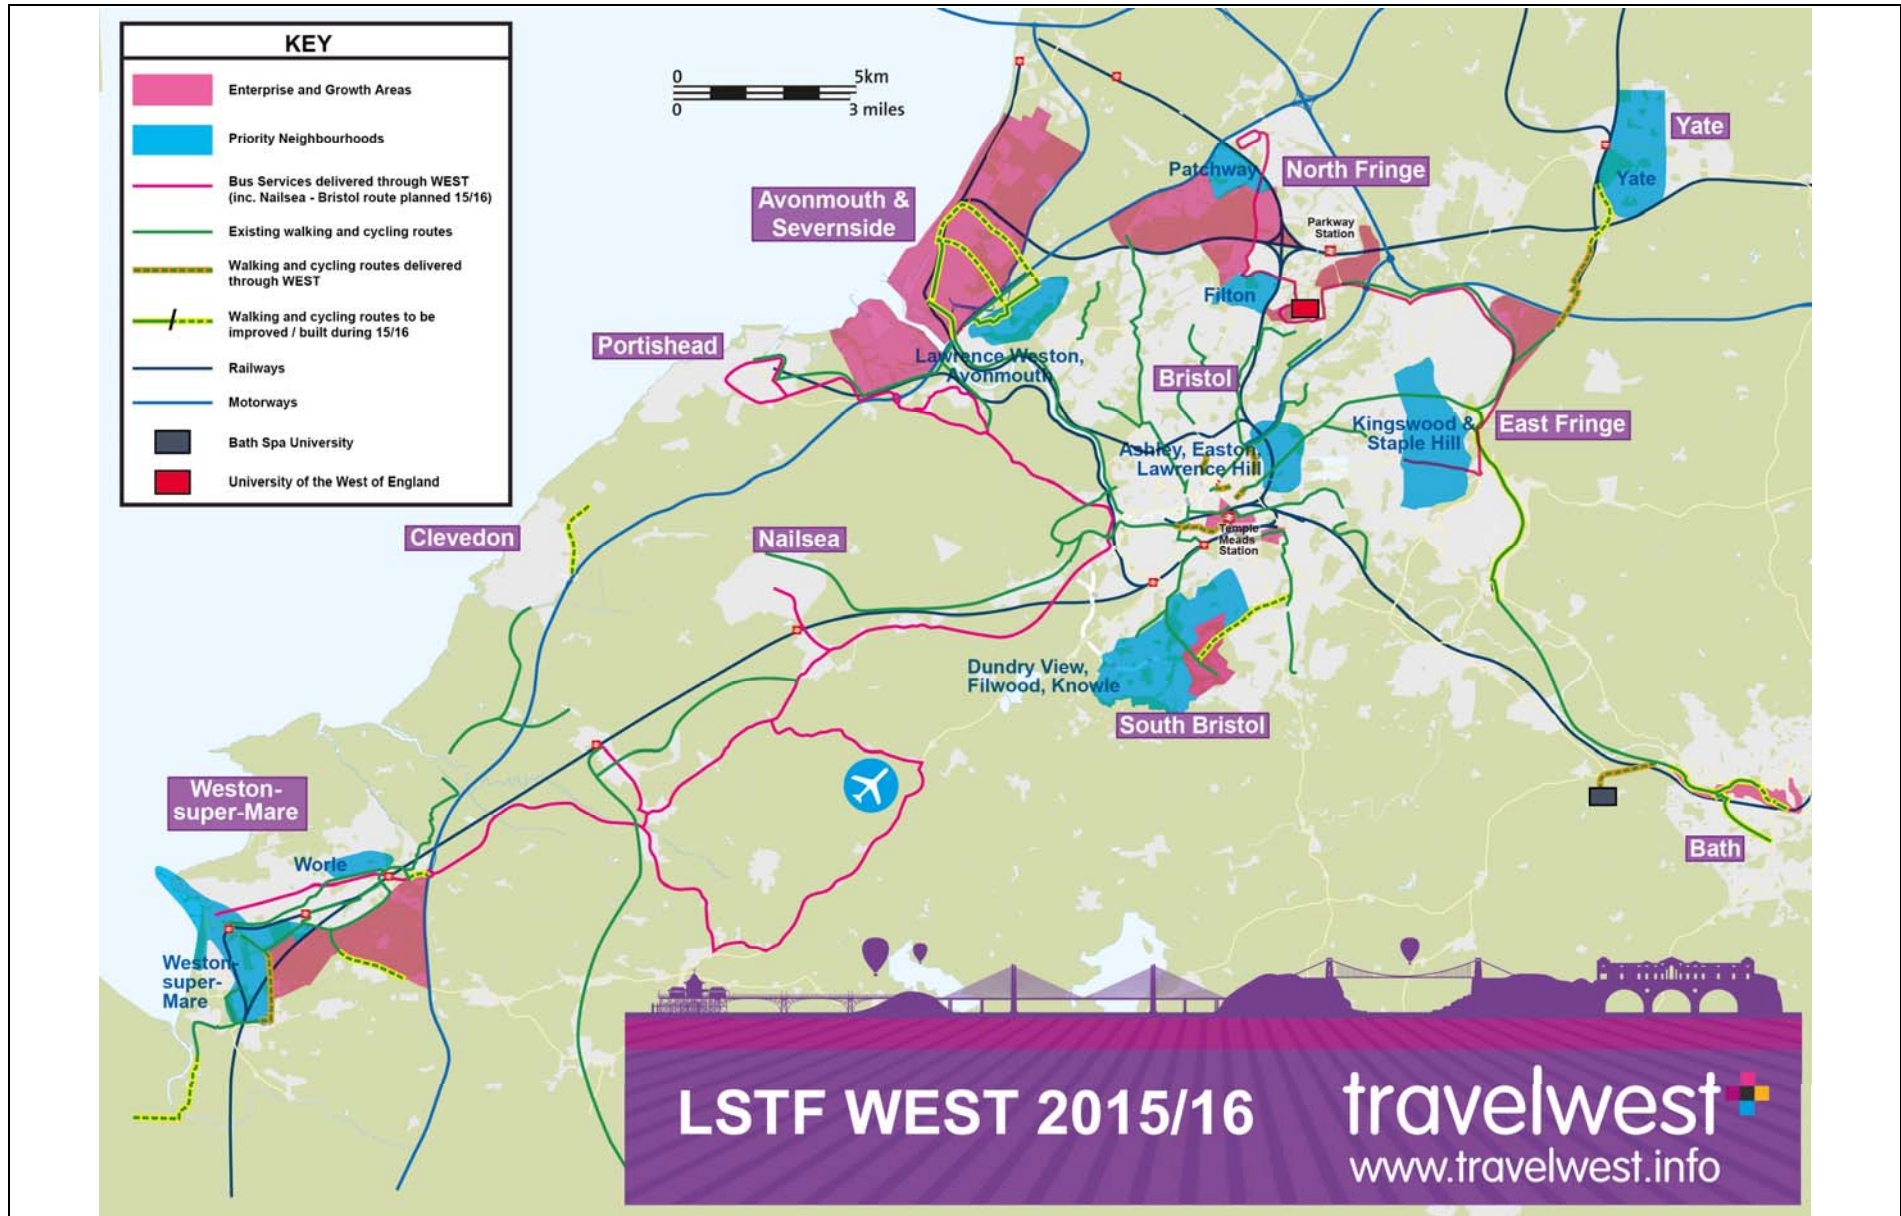 KEY
Enterprise and Growth Areas
Priority Neighbourhoods
Bus Services delivered through WEST
(inc. Nailsea - Bristol route planned 15/16)
Existing walking and cycling routes
Walking and cycling routes delivered
through WEST
Walking and cycling routes to be
improved / built during 15/16
Railways
Motorways
Bath Spa University
University of the West of England
0 5km
0 3 miles
Yate
Yate
Patchway
North Fringe
Parkway
Station
Avonmouth &
Severnside
Filton
Portishead
Lawrence Weston,
Avonmouth
Bristol
Kingswood &
Staple Hill
East Fringe
Ashley, Easton,
Lawrence Hill
Temple
Meads
Station
Clevedon
Nailsea
Dundry View,
Filwood, Knowle
South Bristol
Weston-
super-Mare
Worle
Bath
Weston-
super-
Mare
LSTF WEST 2015/16
travelwest
www.travelwest.info